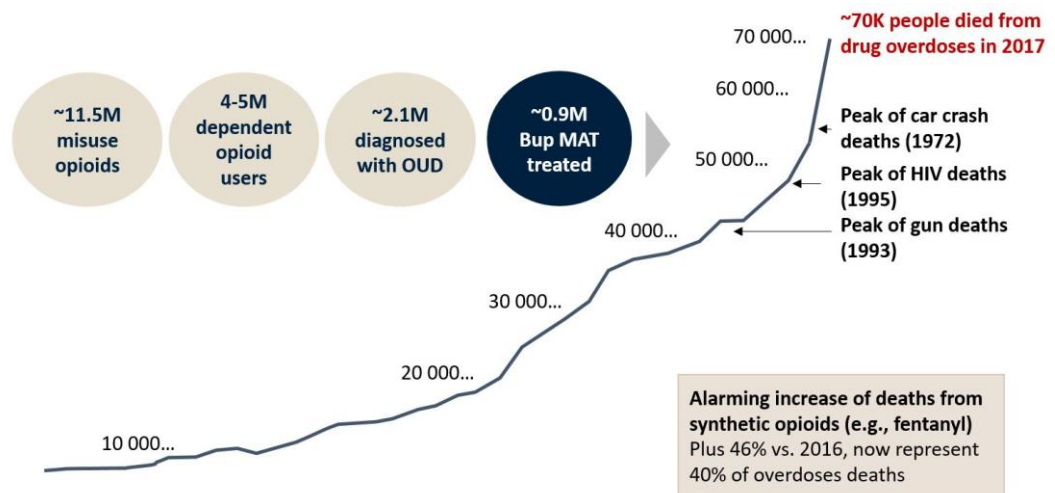 ~11.5M
misuse
opioids
4-5M
dependent
opioid
users
~2.1M
diagnosed
with OUD
~0.9M
Bup MAT
treated
~70K people died from
drug overdoses in 2017
70 000...
60 000...
50 000...
40 000...
30 000...
20 000...
10 000...
Peak of car crash
deaths (1972)
Peak of HIV deaths
(1995)
Peak of gun deaths
(1993)
Alarming increase of deaths from
synthetic opioids (e.g., fentanyl)
Plus 46% vs. 2016, now represent
40% of overdoses deaths